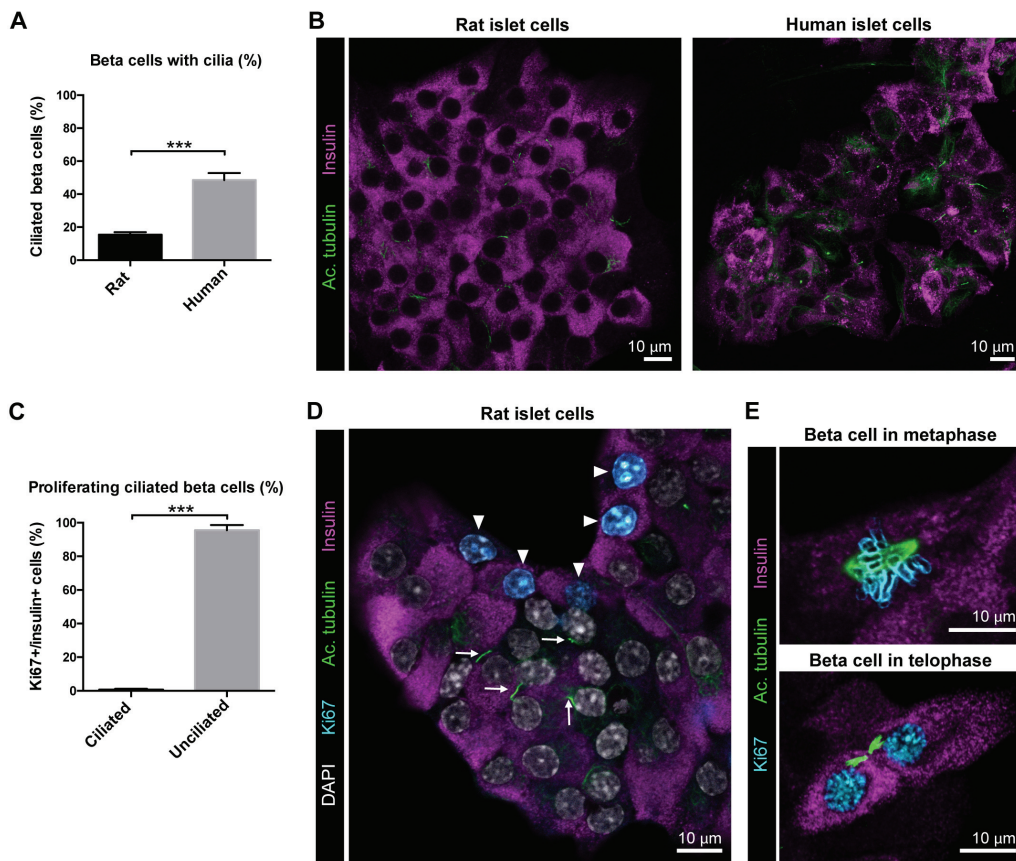 A
Beta cells with cilia (%)
Ciliated beta cells (%)
100
80
60
40
20
0
***
Rat
Human
B
Rat islet cells
Human islet cells
Ac. tubulin Insulin
10 µm
10 µm
C
Proliferating ciliated beta cells (%)
Ki67+/insulin+ cells (%)
100
80
60
40
20
0
***
Ciliated
Unciliated
D
Rat islet cells
DAPI Ki67 Ac. tubulin Insulin
10 µm
E
Beta cell in metaphase
Ki67 Ac. tubulin Insulin
10 µm
Beta cell in telophase
10 µm